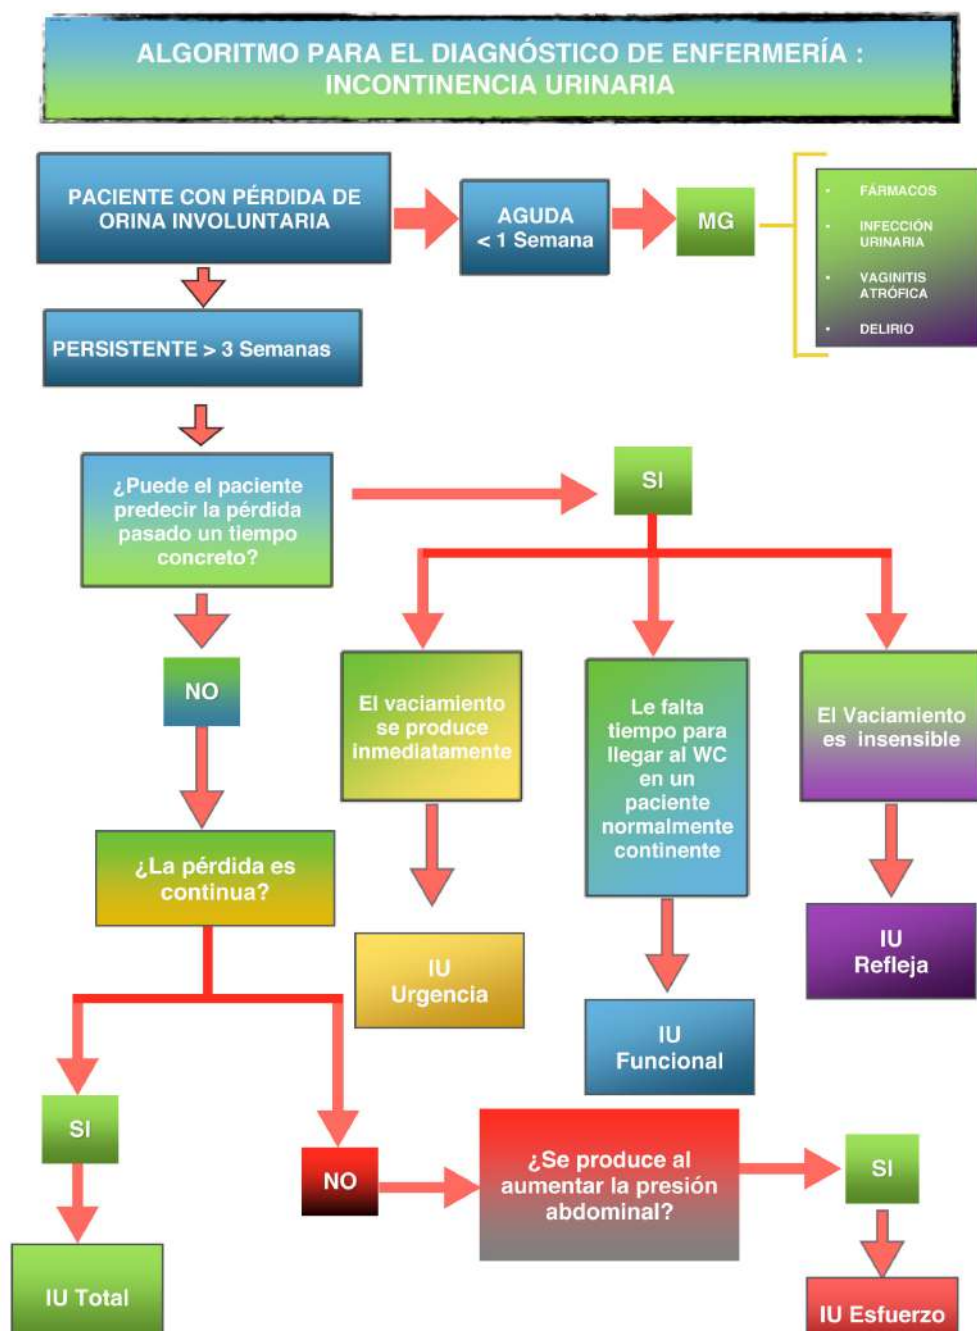 ALGORITMO PARA EL DIAGNÓSTICO DE ENFERMERÍA :
INCONTINENCIA URINARIA
PACIENTE CON PÉRDIDA DE
ORINA INVOLUNTARIA
AGUDA
< 1 Semana
MG
• FÁRMACOS
• INFECCIÓN
URINARIA
• VAGINITIS
ATRÓFICA
• DELIRIO
PERSISTENTE > 3 Semanas
¿Puede el paciente
predecir la pérdida
pasado un tiempo
concreto?
SI
NO
El vaciamiento
se produce
inmediatamente
Le falta
tiempo para
llegar al WC
en un
paciente
normalmente
continente
El Vaciamiento
es insensible
¿La pérdida es
continua?
IU
Urgencia
IU
Funcional
IU
Refleja
SI
NO
¿Se produce al
aumentar la presión
abdominal?
SI
IU Total
IU Esfuerzo